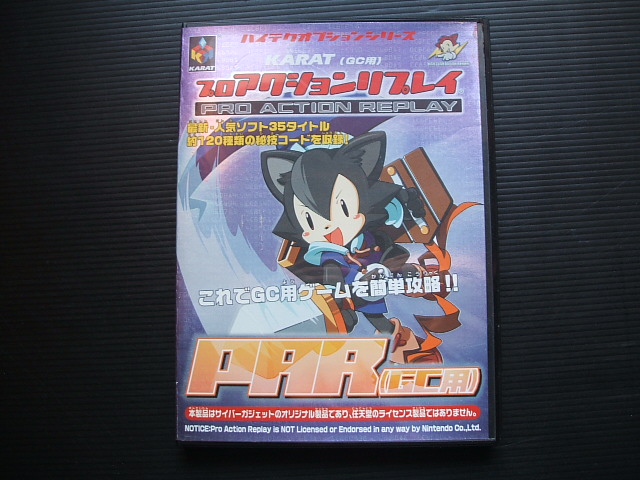 ハイテクオプションシリーズ
KARAT
KARAT (GC用)
プロアクションリプレイ
PRO ACTION REPLAY
最新・人気ソフト35タイトル
約120種類の秘技コードを収録!
これでGC用ゲームを簡単攻略!!
PAR(GC用)
本製品はサイバーガジェットのオリジナル製品であり、任天堂のライセンス製品ではありません。
NOTICE:Pro Action Replay is NOT Licensed or Endorsed in any way by Nintendo Co.,Ltd.